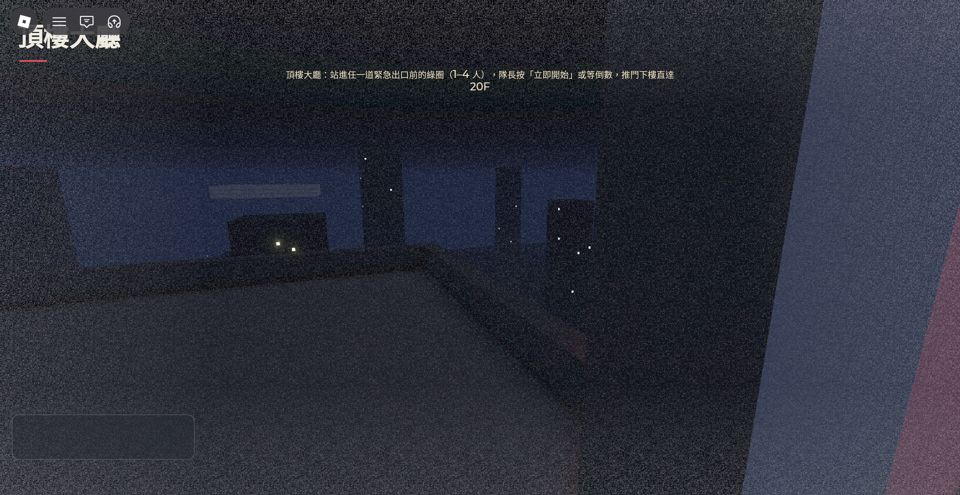 頂樓大廳
頂樓大廳：站進任一道緊急出口前的綠圈（1–4 人），隊長按「立即開始」或等倒數，推門下樓直達
20F